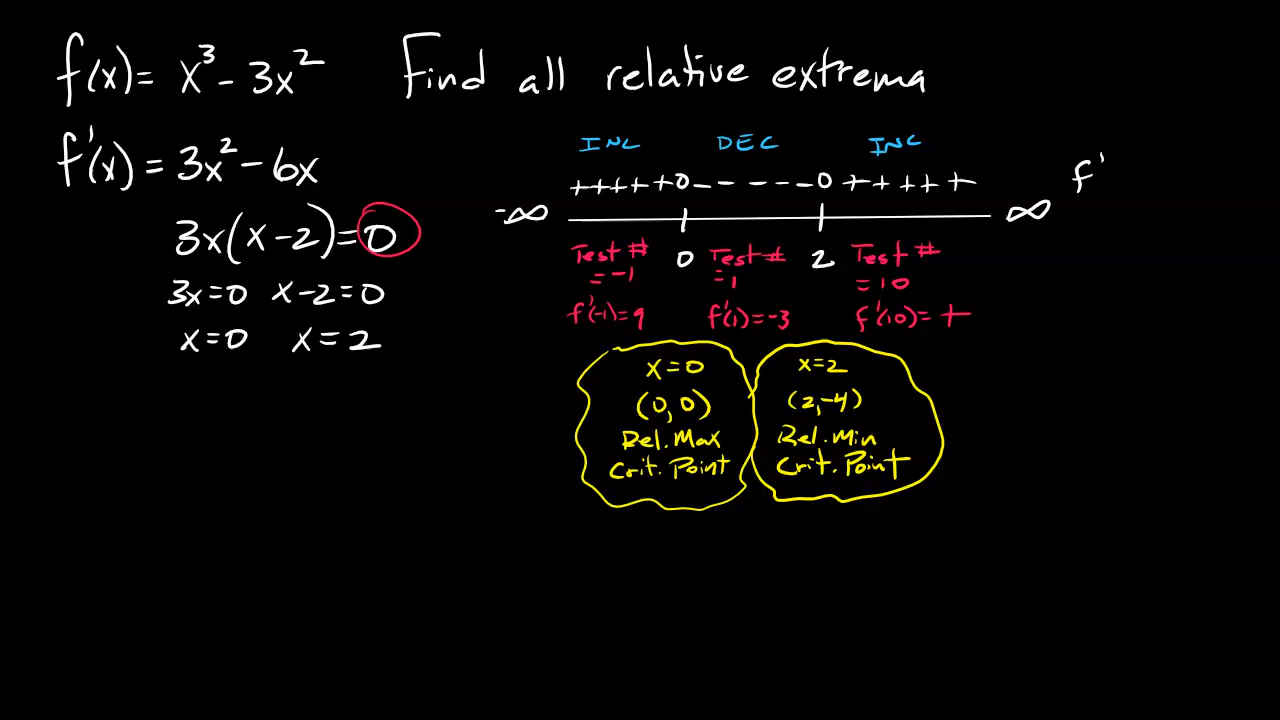 f(x) = x³ - 3x² Find all relative extrema
f'(x) = 3x² - 6x
3x(x-2) = 0
3x=0 x-2=0
x=0 x=2
INC DEC INC
+++++0-----0+++++ f'
-∞ ∞
0 2
Test # = -1 Test # = 1 Test # = 10
f'(-1)=9 f'(1)=-3 f'(10)=+
x=0
(0,0)
Rel. Max
Crit. Point
x=2
(2,-4)
Rel. Min
Crit. Point